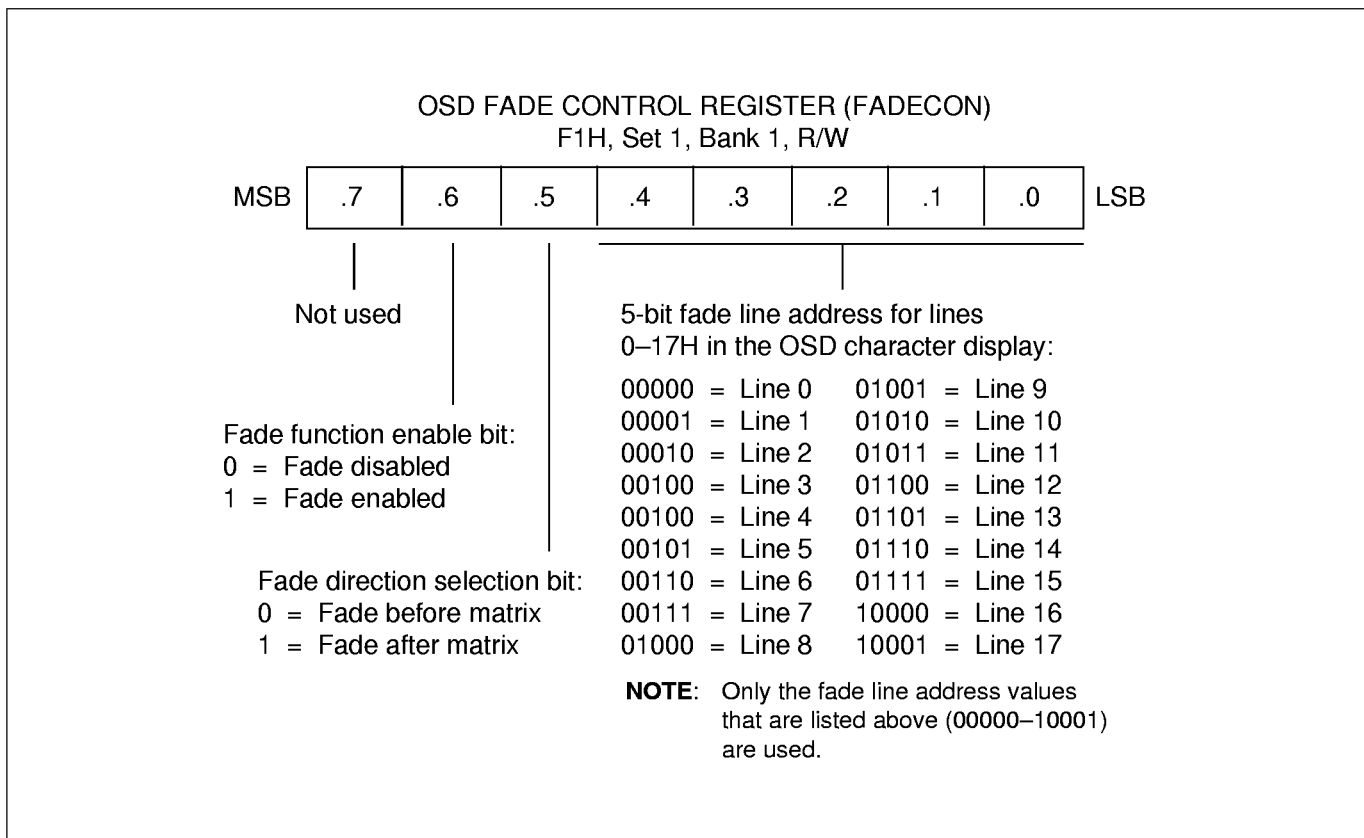 OSD FADE CONTROL REGISTER (FADECON)
F1H, Set 1, Bank 1, R/W
MSB .7 .6 .5 .4 .3 .2 .1 .0 LSB
Not used
Fade function enable bit:
0 = Fade disabled
1 = Fade enabled
Fade direction selection bit:
0 = Fade before matrix
1 = Fade after matrix
5-bit fade line address for lines
0–17H in the OSD character display:
00000 = Line 0 01001 = Line 9
00001 = Line 1 01010 = Line 10
00010 = Line 2 01011 = Line 11
00100 = Line 3 01100 = Line 12
00100 = Line 4 01101 = Line 13
00101 = Line 5 01110 = Line 14
00110 = Line 6 01111 = Line 15
00111 = Line 7 10000 = Line 16
01000 = Line 8 10001 = Line 17
NOTE: Only the fade line address values
that are listed above (00000–10001)
are used.